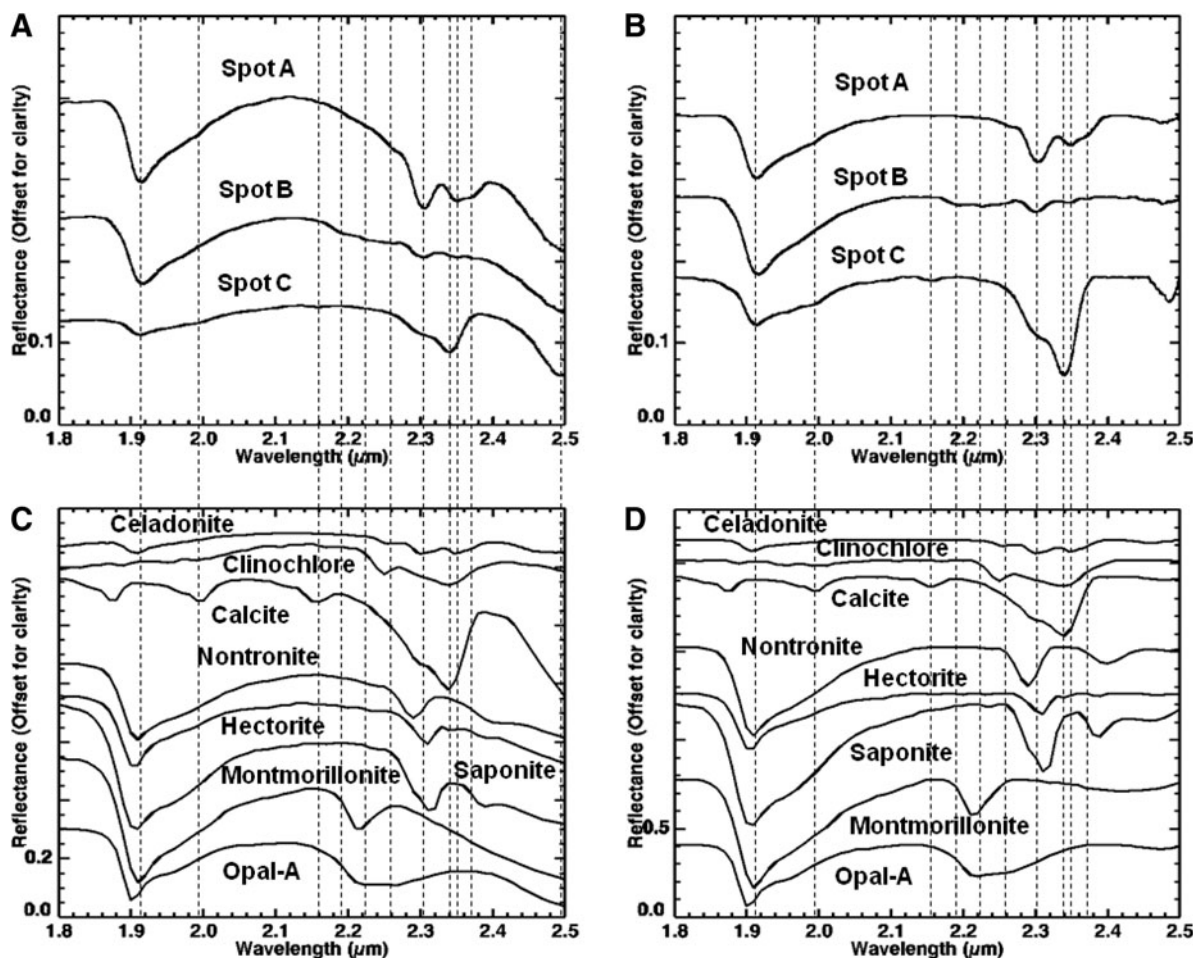 A
Reflectance (Offset for clarity)
Spot A
Spot B
Spot C
0.1
0.0
1.8 1.9 2.0 2.1 2.2 2.3 2.4 2.5
Wavelength (µm)
B
Reflectance (Offset for clarity)
Spot A
Spot B
Spot C
0.1
0.0
1.8 1.9 2.0 2.1 2.2 2.3 2.4 2.5
Wavelength (µm)
C
Reflectance (Offset for clarity)
Celadonite
Clinochlore
Calcite
Nontronite
Hectorite
Saponite
Montmorillonite
Opal-A
0.2
0.0
1.8 1.9 2.0 2.1 2.2 2.3 2.4 2.5
Wavelength (µm)
D
Reflectance (Offset for clarity)
Celadonite
Clinochlore
Calcite
Nontronite
Hectorite
Saponite
Montmorillonite
Opal-A
0.5
0.0
1.8 1.9 2.0 2.1 2.2 2.3 2.4 2.5
Wavelength (µm)